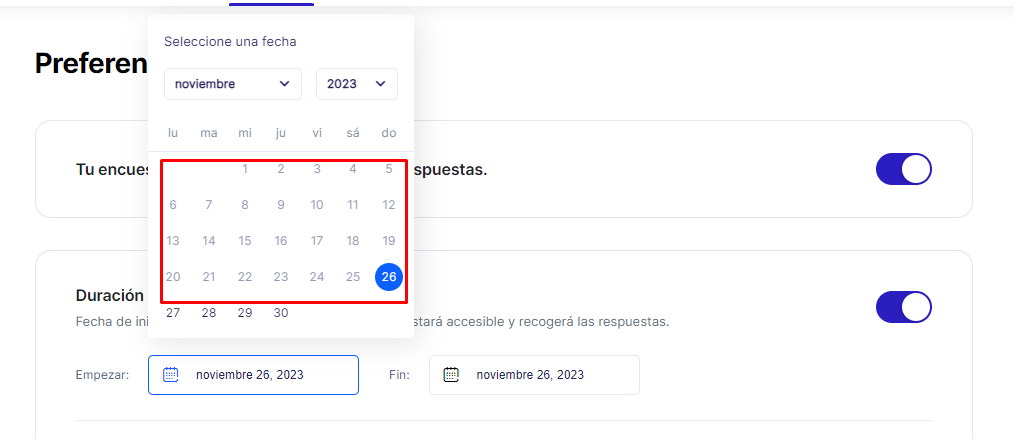 Seleccione una fecha
Preferen
noviembre 2023
lu ma mi ju vi sá do
1 2 3 4 5
Tu encues spuestas.
6 7 8 9 10 11 12
13 14 15 16 17 18 19
20 21 22 23 24 25 26
Duración
27 28 29 30
Fecha de ini stará accesible y recogerá las respuestas.
Empezar: noviembre 26, 2023 Fin: noviembre 26, 2023